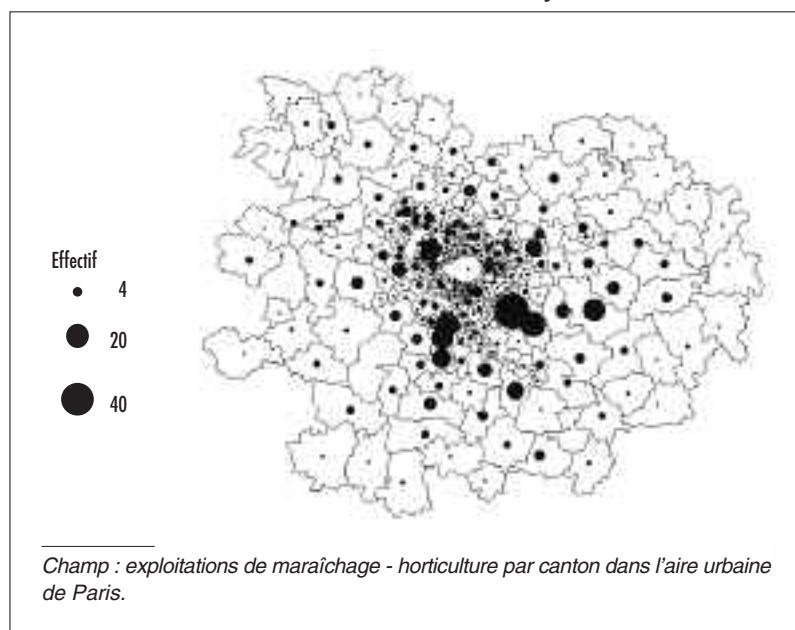 Effectif
4
20
40
Champ : exploitations de maraîchage - horticulture par canton dans l'aire urbaine
de Paris.